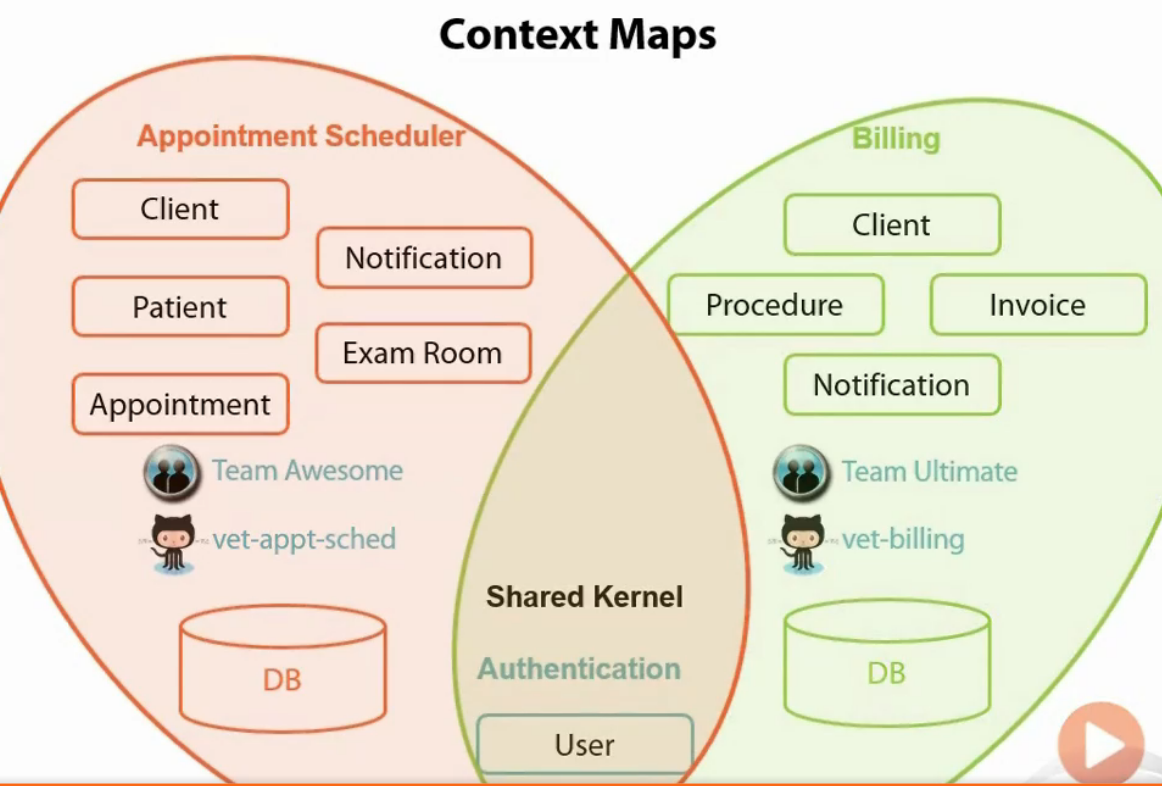 Context Maps
Appointment Scheduler
Client
Notification
Patient
Exam Room
Appointment
Team Awesome
vet-appt-sched
DB
Billing
Client
Procedure
Invoice
Notification
Team Ultimate
vet-billing
DB
Shared Kernel
Authentication
User